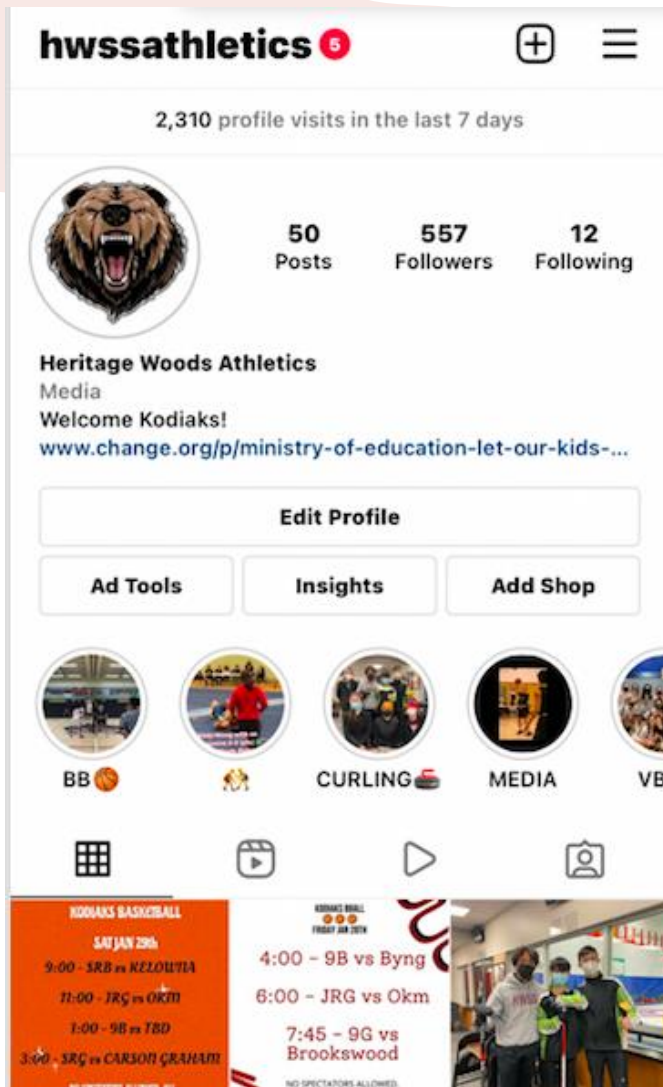 hwssathletics 5
2,310 profile visits in the last 7 days
50
Posts
557
Followers
12
Following
Heritage Woods Athletics
Media
Welcome Kodiaks!
www.change.org/p/ministry-of-education-let-our-kids-...
Edit Profile
Ad Tools
Insights
Add Shop
BB🏀
🤼
CURLING🥌
MEDIA
VB
KODIAKS BASKETBALL
SAT JAN 29th
9:00 - SRB vs KELOWNA
11:00 - JRG vs OKM
1:00 - 9B vs TBD
3:00 - SRG vs CARSON GRAHAM
KODIAKS BBALL
🏀🏀🏀
FRIDAY JAN 28TH
4:00 - 9B vs Byng
6:00 - JRG vs Okm
7:45 - 9G vs
Brookswood
NO SPECTATORS ALLOWED.